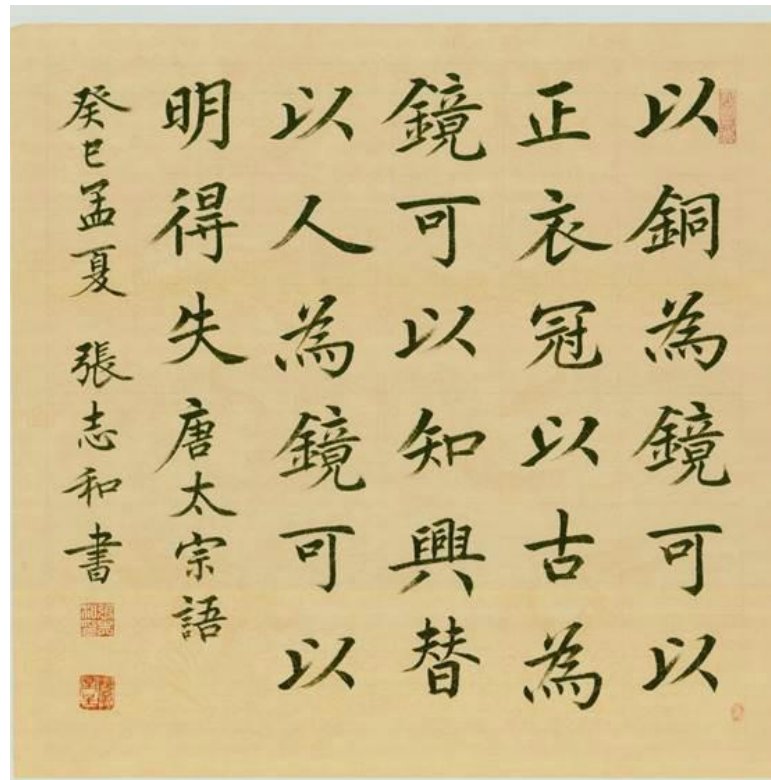 以銅為鏡可以
正衣冠以古為
鏡可以知興替
以人為鏡可以
明得失唐太宗語
癸巳孟夏 張志和書